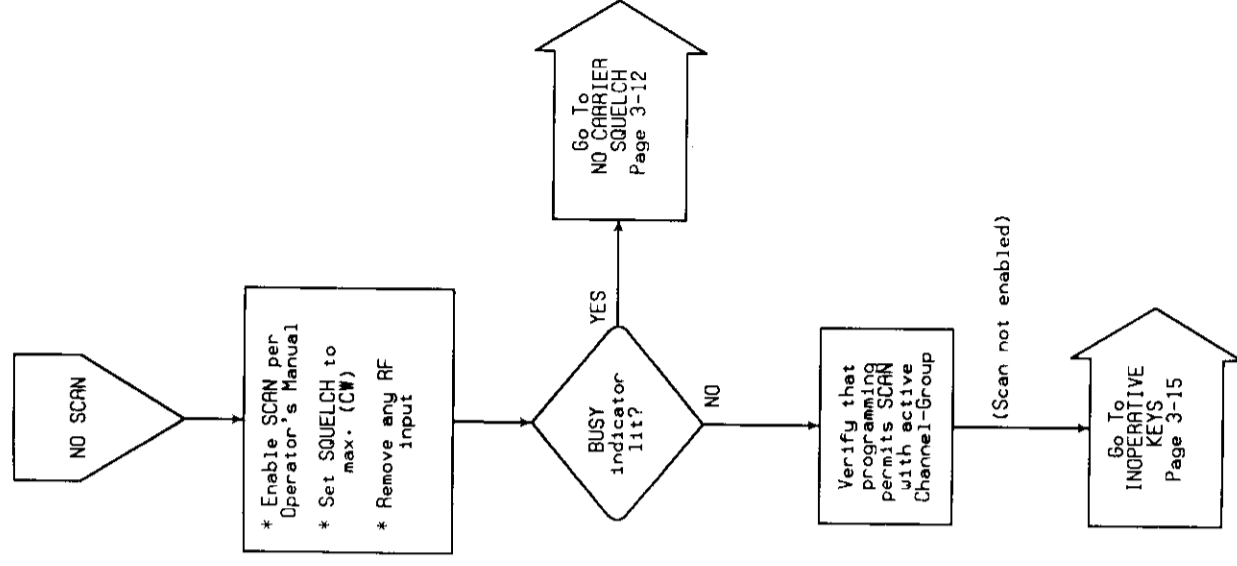 NO SCAN
* Enable SCAN per
Operator's Manual
* Set SQUELCH to
max. (CW)
* Remove any RF
input
BUSY
indicator
lit?
YES
Go To
NO CARRIER
SQUELCH
Page 3-12
NO
Verify that
programming
permits SCAN
with active
Channel-Group
(Scan not enabled)
Go To
INOPERATIVE
KEYS
Page 3-15